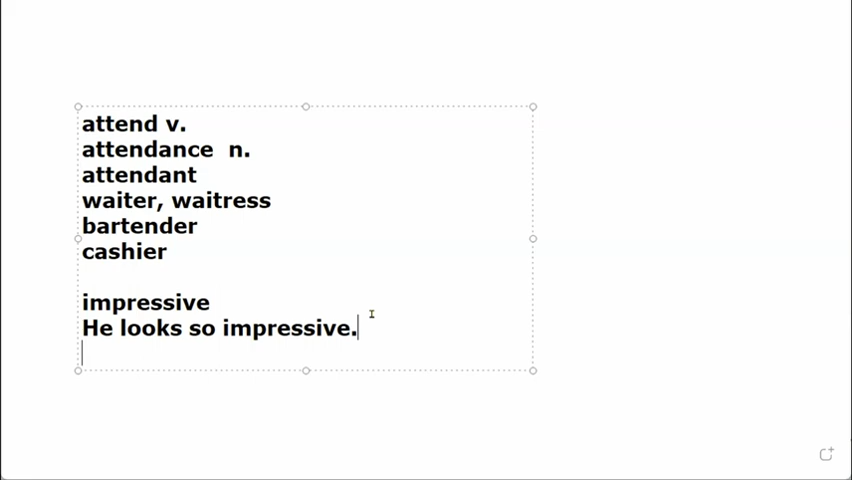 attend v.
attendance n.
attendant
waiter, waitress
bartender
cashier
impressive
He looks so impressive.